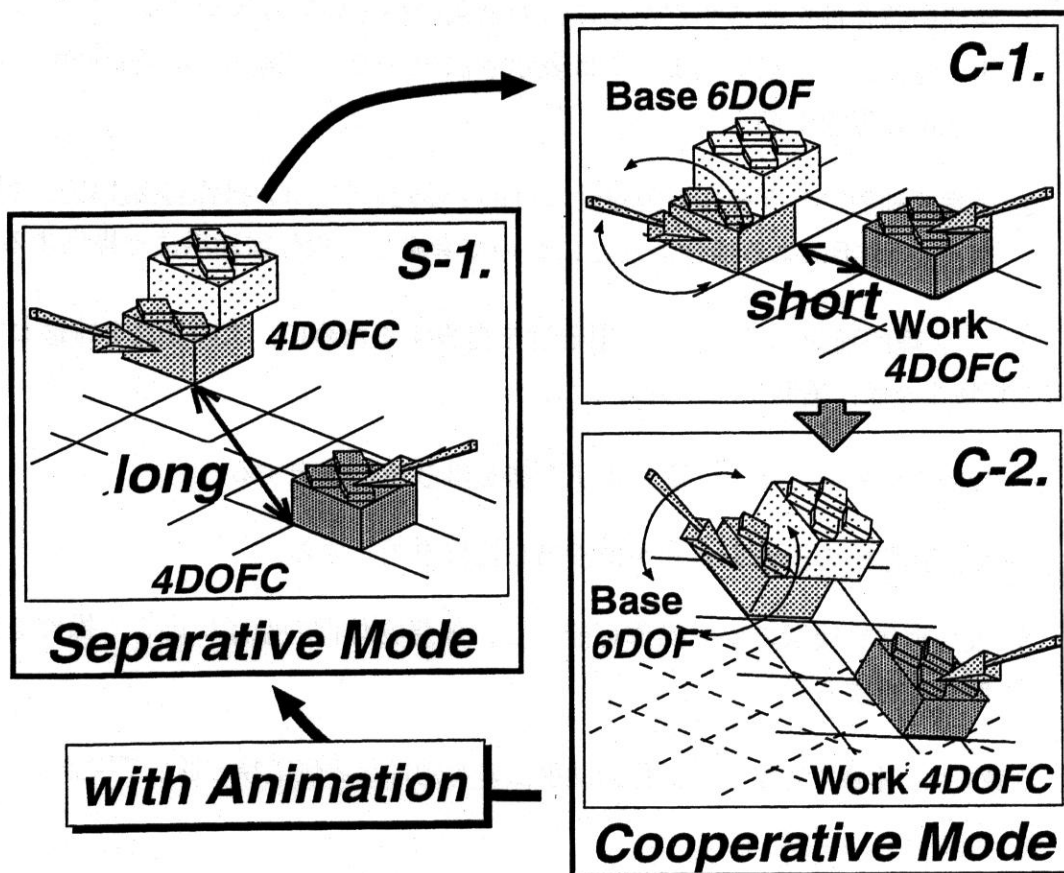 S-1.
4DOFC
long
4DOFC
Separative Mode
with Animation
C-1.
Base 6DOF
short
Work
4DOFC
C-2.
Base
6DOF
Work 4DOFC
Cooperative Mode